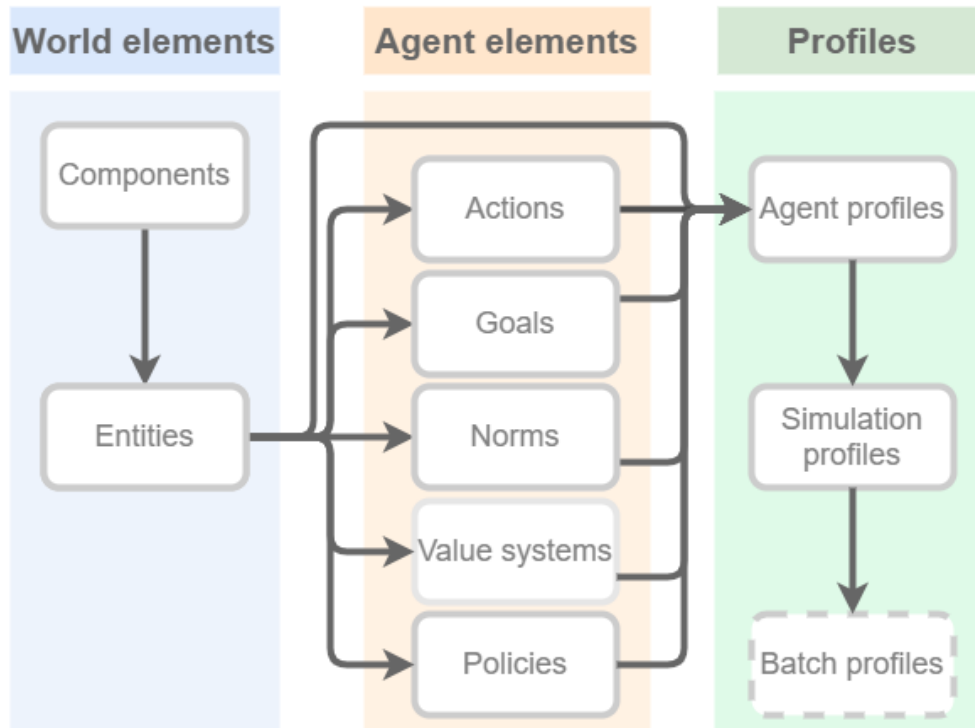 World elements
Agent elements
Profiles
Components
Entities
Actions
Goals
Norms
Value systems
Policies
Agent profiles
Simulation
profiles
Batch profiles